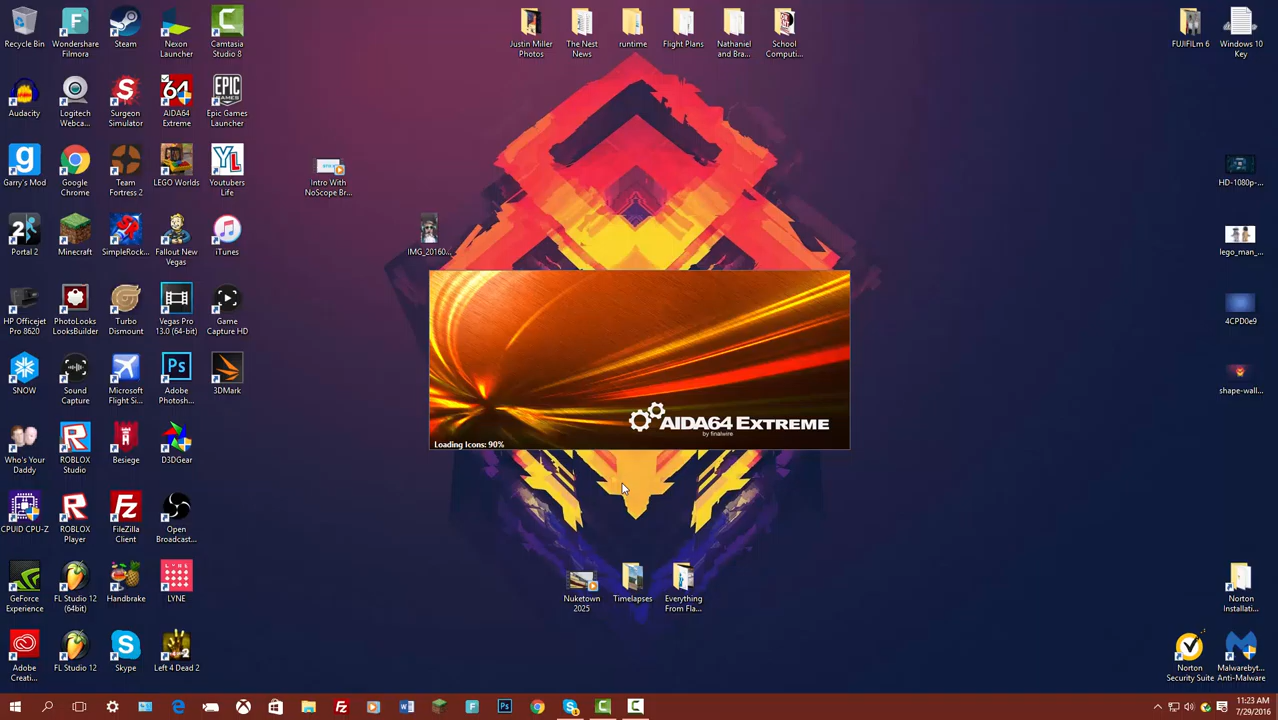 Recycle Bin
Wondershare Filmora
Steam
Nexon Launcher
Camtasia Studio 8
Justin Miller Photos
The Nest News
runtime
Flight Plans
Nathaniel and Bra...
School Computi...
FUJIFILm 6
Windows 10 Key
Audacity
Logitech Webca...
Surgeon Simulator
64
AIDA64 Extreme
EPIC GAMES
Epic Games Launcher
Garry's Mod
Google Chrome
Team Fortress 2
LEGO Worlds
YL
Youtubers Life
Intro With NoScope Br...
HD-1080p-...
Portal 2
Minecraft
SimpleRock...
Fallout New Vegas
iTunes
IMG_20160...
lego_man_...
HP Officejet Pro 8620
PhotoLooks LooksBuilder
Turbo Dismount
Vegas Pro 13.0 (64-bit)
Game Capture HD
4CPD0e9
SNOW
Sound Capture
Microsoft Flight Si...
Ps
Adobe Photosh...
3DMark
shape-wall...
AIDA64 EXTREME
by finalwire
Loading Icons: 90%
Who's Your Daddy
ROBLOX Studio
Besiege
D3DGear
CPUID CPU-Z
ROBLOX Player
FileZilla Client
Open Broadcast...
GeForce Experience
FL Studio 12 (64bit)
Handbrake
LYNE
Nuketown 2025
Timelapses
Everything From Fla...
Norton Installati...
Adobe Creati...
FL Studio 12
Skype
Left 4 Dead 2
Norton Security Suite
Malwarebyt... Anti-Malware
11:23 AM
7/29/2016